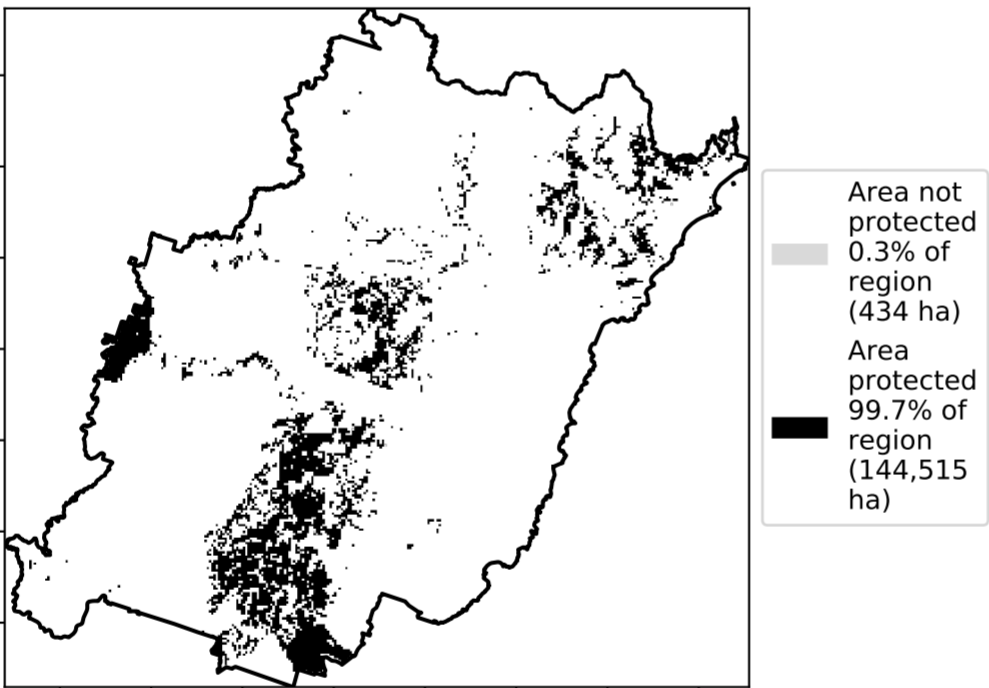 Area not
protected
0.3% of
region
(434 ha)
Area
protected
99.7% of
region
(144,515
ha)